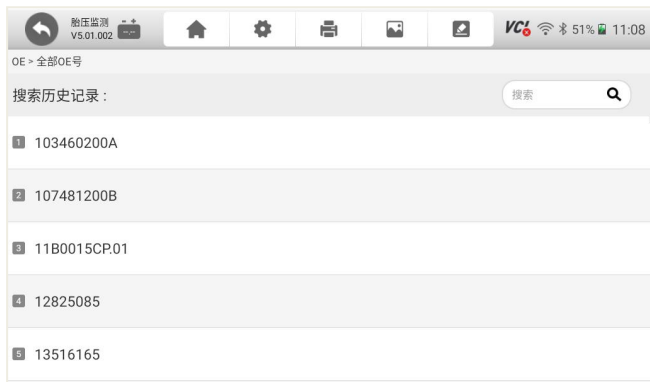 胎压监测
V5.01.002
--.--
VCI 51% 11:08
OE > 全部OE号
搜索历史记录 :
搜索
1 103460200A
2 107481200B
3 11B0015CP.01
4 12825085
5 13516165